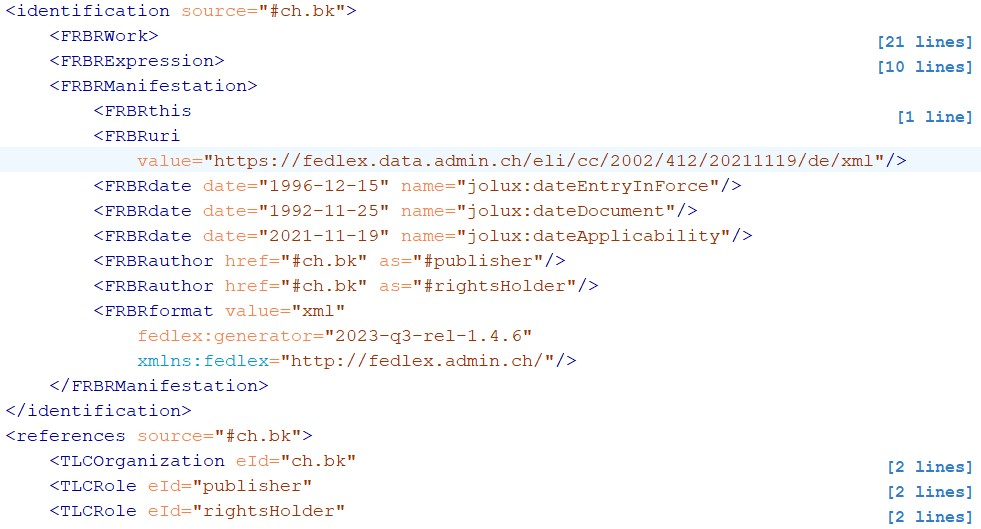 <identification source="#ch.bk">
    <FRBRWork> [21 lines]
    <FRBRExpression> [10 lines]
    <FRBRManifestation>
        <FRBRthis [1 line]
        <FRBRuri
            value="https://fedlex.data.admin.ch/eli/cc/2002/412/20211119/de/xml"/>
        <FRBRdate date="1996-12-15" name="jolux:dateEntryInForce"/>
        <FRBRdate date="1992-11-25" name="jolux:dateDocument"/>
        <FRBRdate date="2021-11-19" name="jolux:dateApplicability"/>
        <FRBRauthor href="#ch.bk" as="#publisher"/>
        <FRBRauthor href="#ch.bk" as="#rightsHolder"/>
        <FRBRformat value="xml"
            fedlex:generator="2023-q3-rel-1.4.6"
            xmlns:fedlex="http://fedlex.admin.ch/"/>
    </FRBRManifestation>
</identification>
<references source="#ch.bk">
    <TLCOrganization eId="ch.bk" [2 lines]
    <TLCRole eId="publisher" [2 lines]
    <TLCRole eId="rightsHolder" [2 lines]